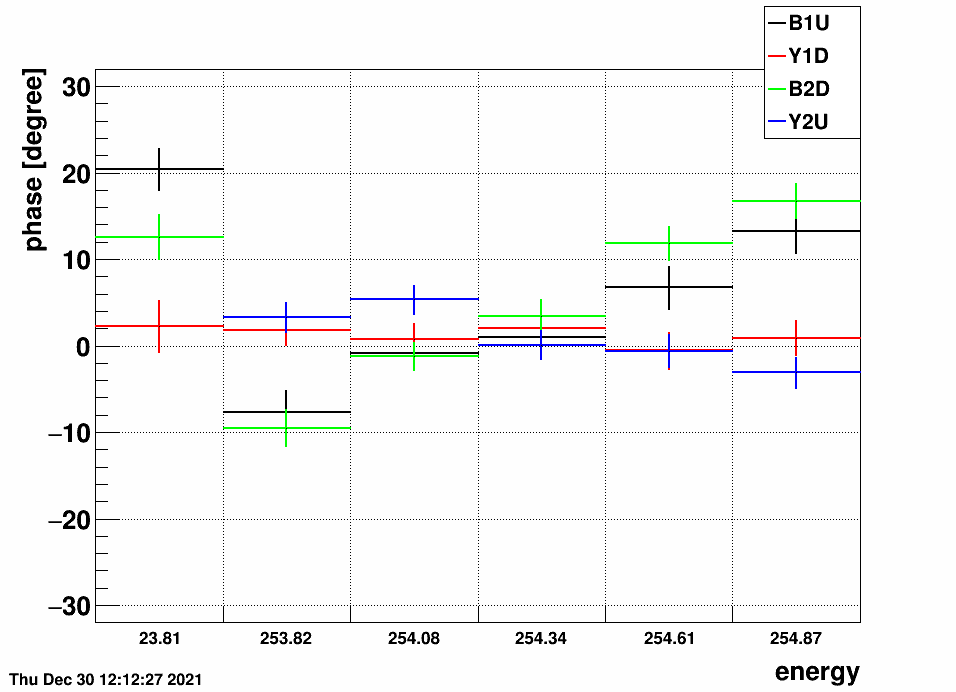 B1U
Y1D
B2D
Y2U
phase [degree]
30
20
10
0
−10
−20
−30
23.81 253.82 254.08 254.34 254.61 254.87
energy
Thu Dec 30 12:12:27 2021